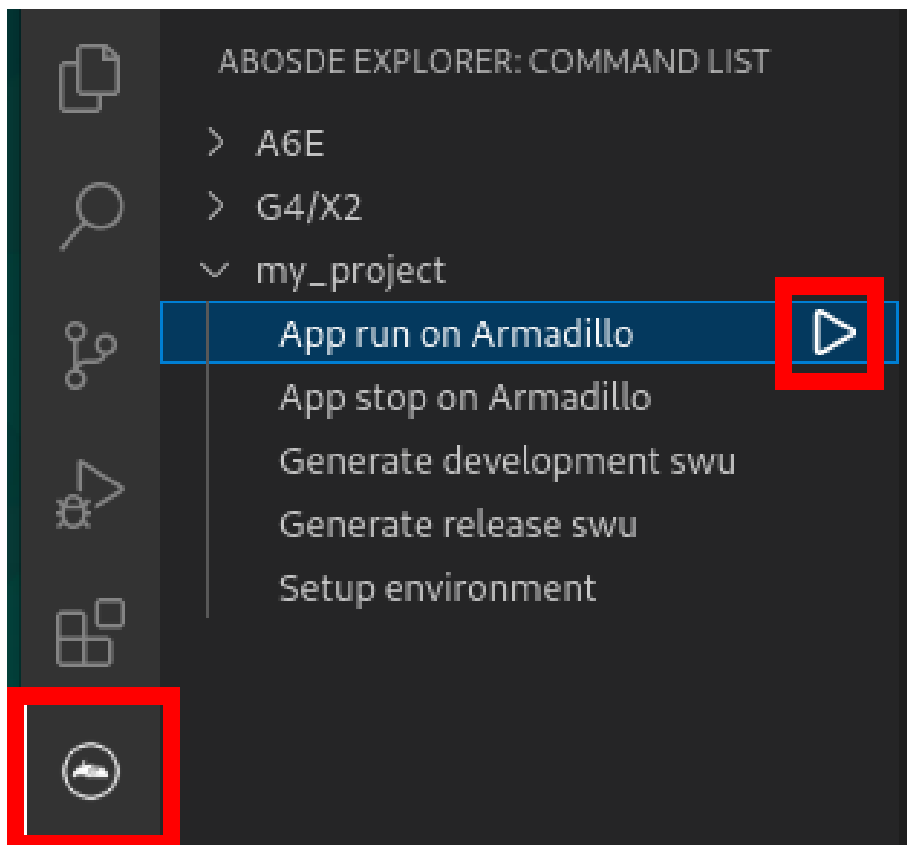 ABOSDE EXPLORER: COMMAND LIST
A6E
G4/X2
my_project
App run on Armadillo
App stop on Armadillo
Generate development swu
Generate release swu
Setup environment